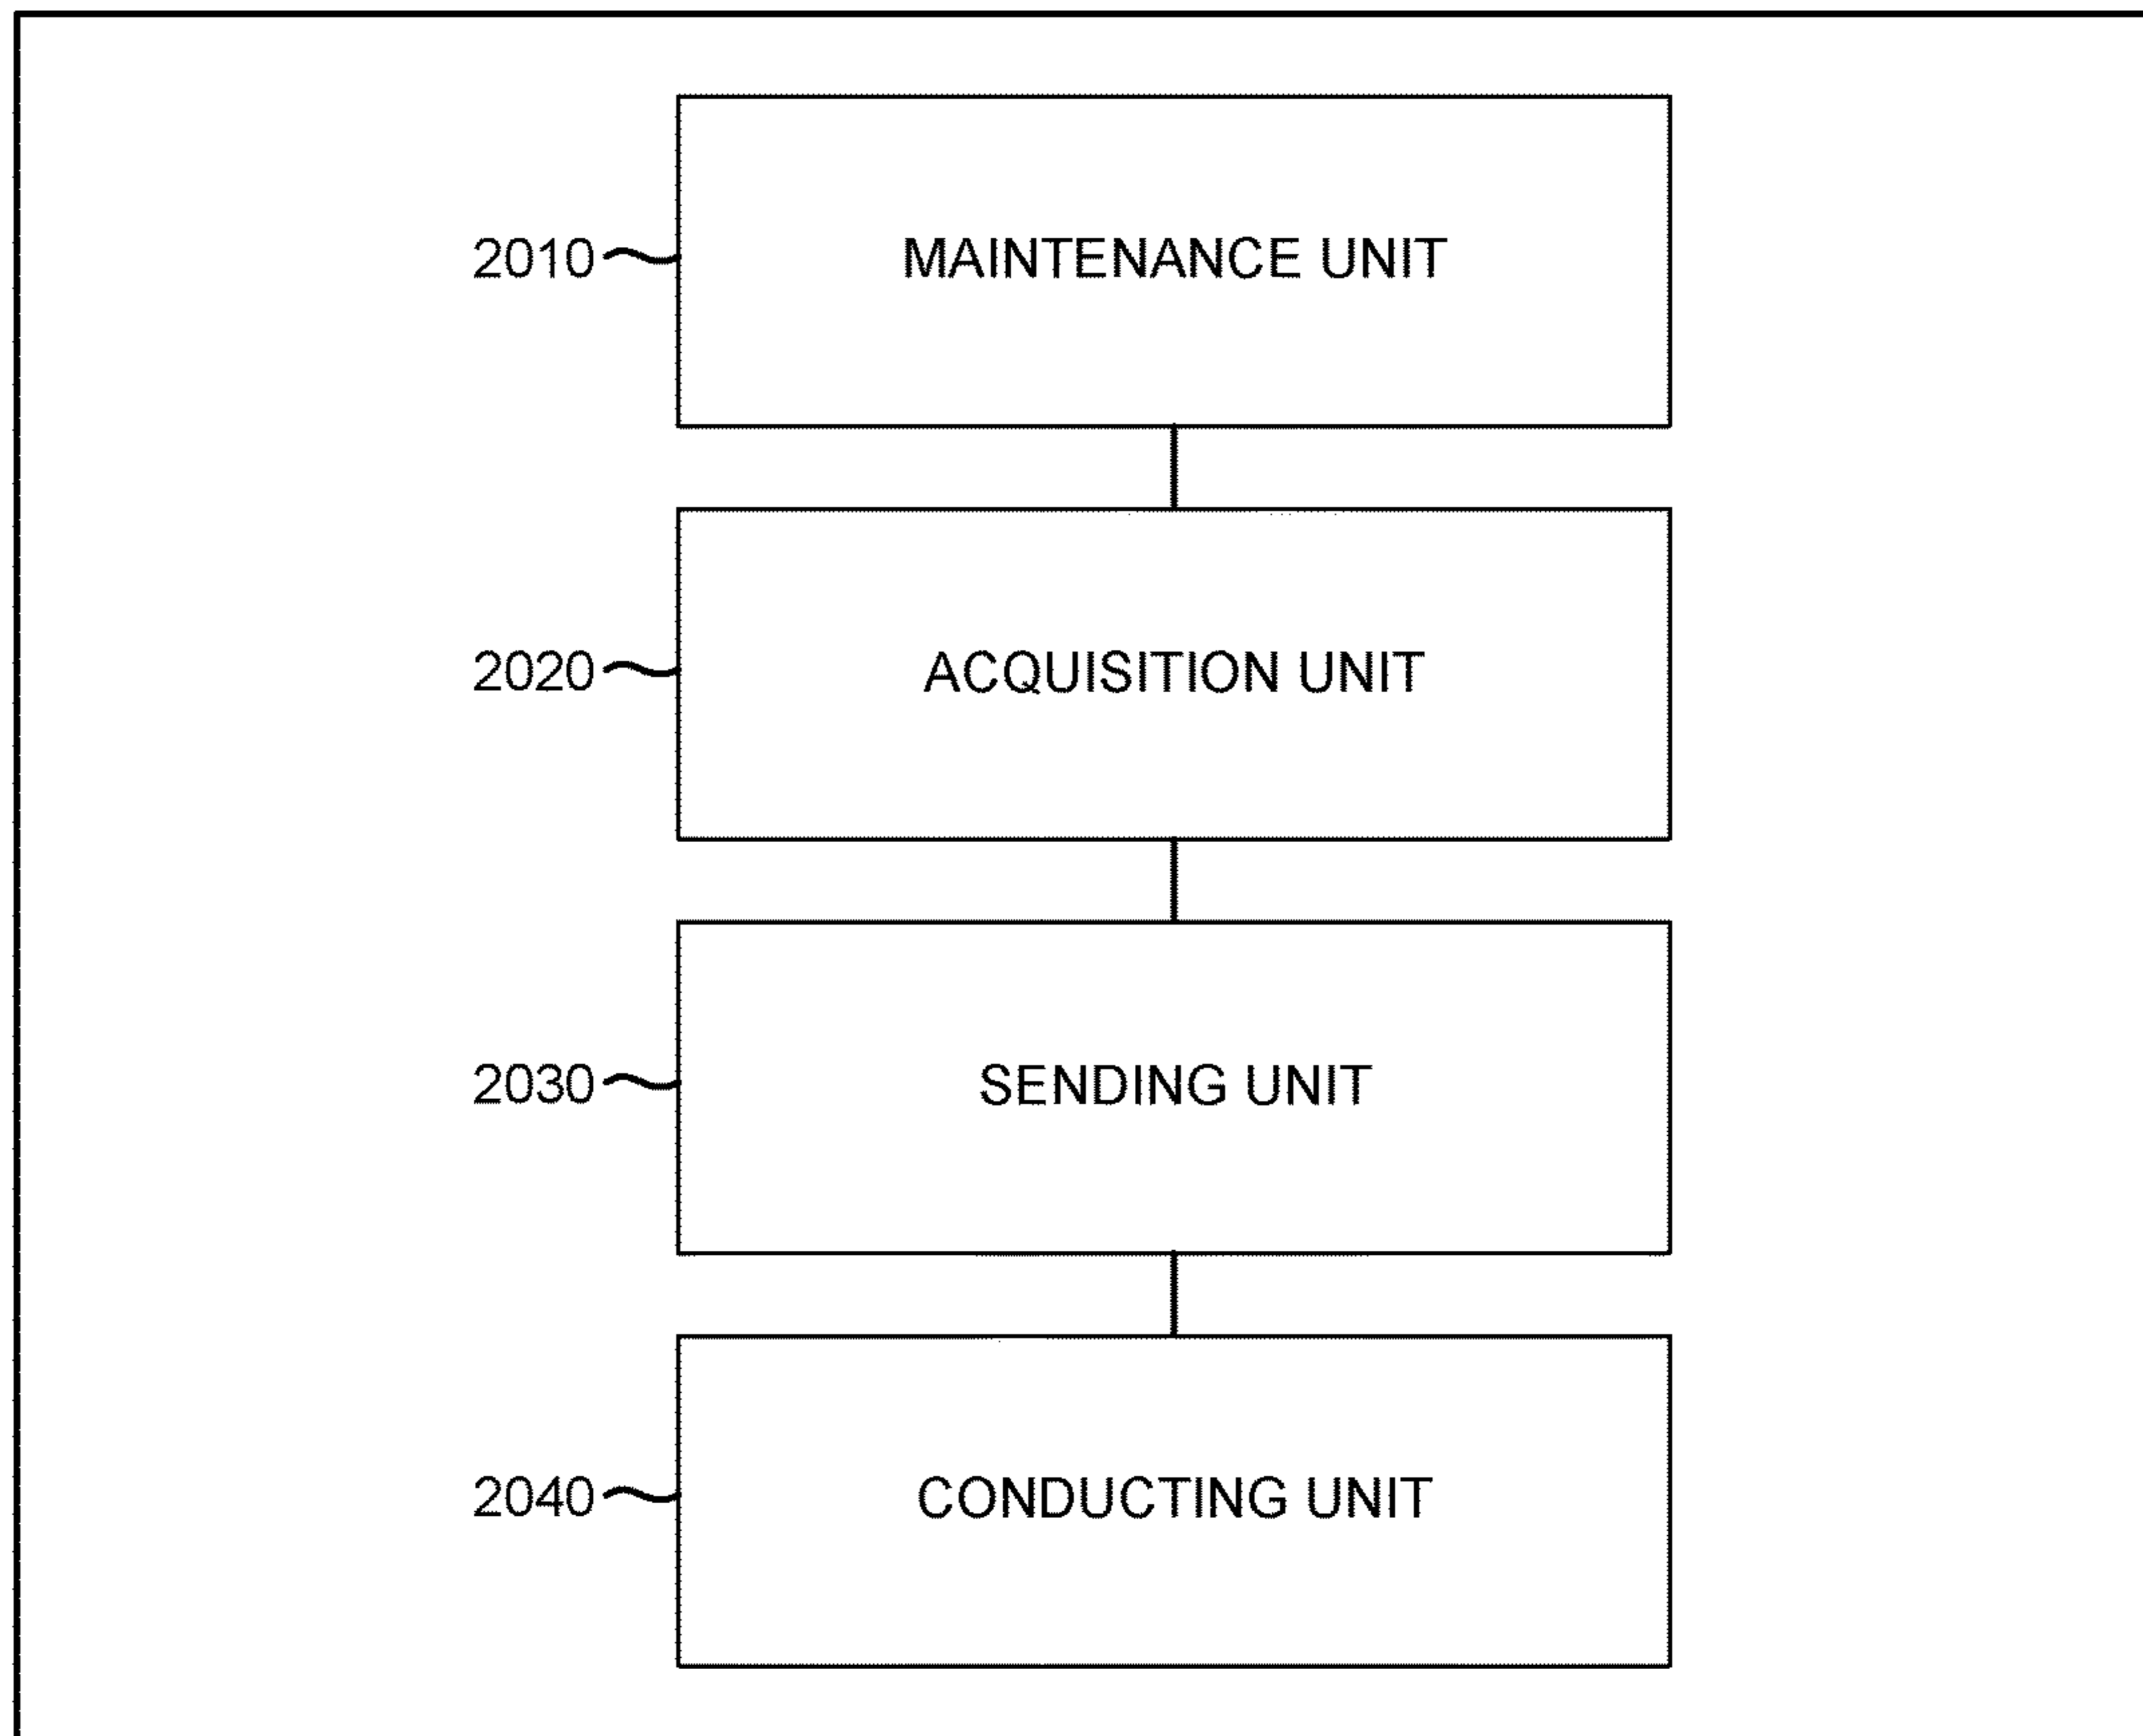 2010 MAINTENANCE UNIT
2020 ACQUISITION UNIT
2030 SENDING UNIT
2040 CONDUCTING UNIT